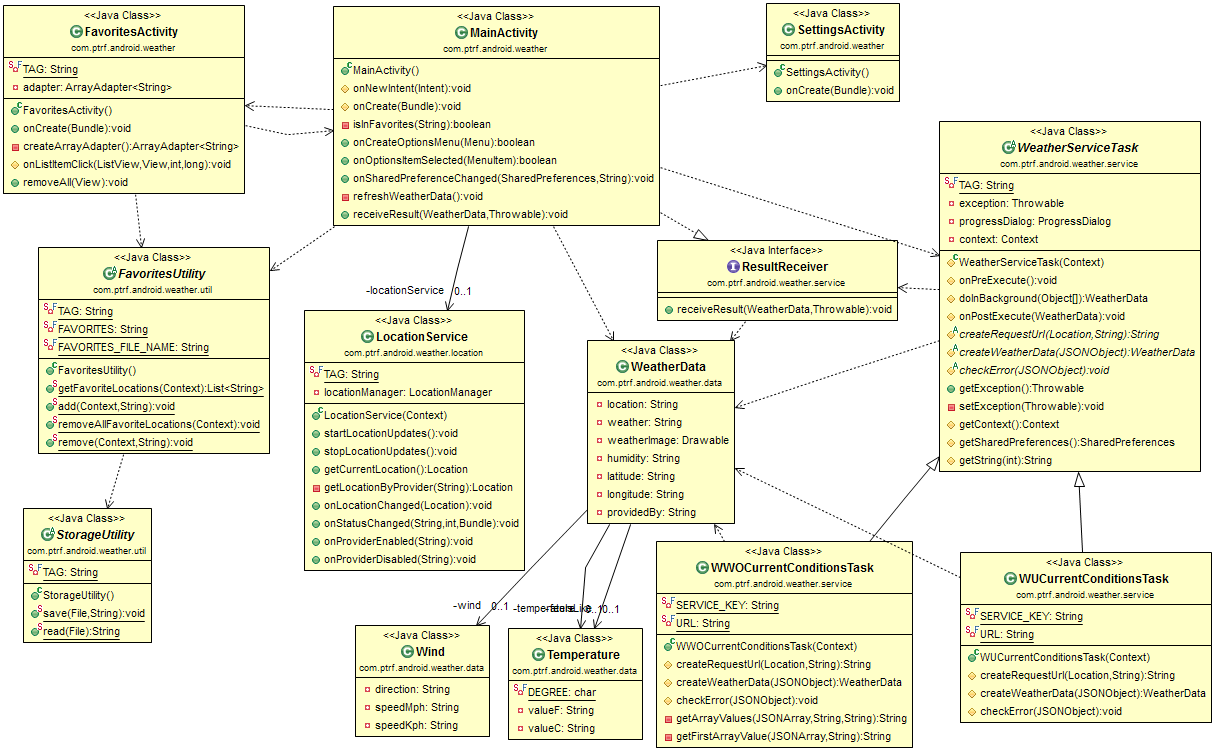 <<Java Class>>
FavoritesActivity
com.ptrf.android.weather
TAG: String
adapter: ArrayAdapter<String>
FavoritesActivity()
onCreate(Bundle):void
createArrayAdapter():ArrayAdapter<String>
onListItemClick(ListView,View,int,long):void
removeAll(View):void
<<Java Class>>
MainActivity
com.ptrf.android.weather
MainActivity()
onNewIntent(Intent):void
onCreate(Bundle):void
isInFavorites(String):boolean
onCreateOptionsMenu(Menu):boolean
onOptionsItemSelected(MenuItem):boolean
onSharedPreferenceChanged(SharedPreferences,String):void
refreshWeatherData():void
receiveResult(WeatherData,Throwable):void
<<Java Class>>
SettingsActivity
com.ptrf.android.weather
SettingsActivity()
onCreate(Bundle):void
<<Java Class>>
WeatherServiceTask
com.ptrf.android.weather.service
TAG: String
exception: Throwable
progressDialog: ProgressDialog
context: Context
WeatherServiceTask(Context)
onPreExecute():void
doInBackground(Object[]):WeatherData
onPostExecute(WeatherData):void
createRequestUrl(Location,String):String
createWeatherData(JSONObject):WeatherData
checkError(JSONObject):void
getException():Throwable
setException(Throwable):void
getContext():Context
getSharedPreferences():SharedPreferences
getString(int):String
<<Java Class>>
FavoritesUtility
com.ptrf.android.weather.util
TAG: String
FAVORITES: String
FAVORITES_FILE_NAME: String
FavoritesUtility()
getFavoriteLocations(Context):List<String>
add(Context,String):void
removeAllFavoriteLocations(Context):void
remove(Context,String):void
<<Java Interface>>
ResultReceiver
com.ptrf.android.weather.service
receiveResult(WeatherData,Throwable):void
-locationService 0..1
<<Java Class>>
LocationService
com.ptrf.android.weather.location
TAG: String
locationManager: LocationManager
LocationService(Context)
startLocationUpdates():void
stopLocationUpdates():void
getCurrentLocation():Location
getLocationByProvider(String):Location
onLocationChanged(Location):void
onStatusChanged(String,int,Bundle):void
onProviderEnabled(String):void
onProviderDisabled(String):void
<<Java Class>>
WeatherData
com.ptrf.android.weather.data
location: String
weather: String
weatherImage: Drawable
humidity: String
latitude: String
longitude: String
providedBy: String
<<Java Class>>
StorageUtility
com.ptrf.android.weather.util
TAG: String
StorageUtility()
save(File,String):void
read(File):String
-wind 0..1
0..1
<<Java Class>>
Wind
com.ptrf.android.weather.data
direction: String
speedMph: String
speedKph: String
<<Java Class>>
Temperature
com.ptrf.android.weather.data
DEGREE: char
valueF: String
valueC: String
<<Java Class>>
WWOCurrentConditionsTask
com.ptrf.android.weather.service
SERVICE_KEY: String
URL: String
WWOCurrentConditionsTask(Context)
createRequestUrl(Location,String):String
createWeatherData(JSONObject):WeatherData
checkError(JSONObject):void
getArrayValues(JSONArray,String,String):String
getFirstArrayValue(JSONArray,String):String
<<Java Class>>
WUCurrentConditionsTask
com.ptrf.android.weather.service
SERVICE_KEY: String
URL: String
WUCurrentConditionsTask(Context)
createRequestUrl(Location,String):String
createWeatherData(JSONObject):WeatherData
checkError(JSONObject):void